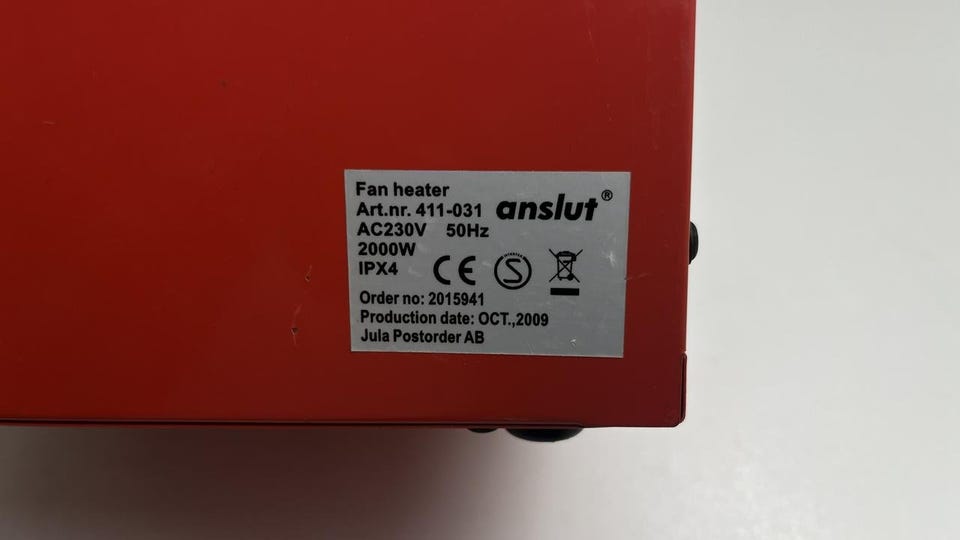 Fan heater
Art.nr. 411-031 anslut®
AC230V 50Hz
2000W
IPX4 CE S
Order no: 2015941
Production date: OCT.,2009
Jula Postorder AB